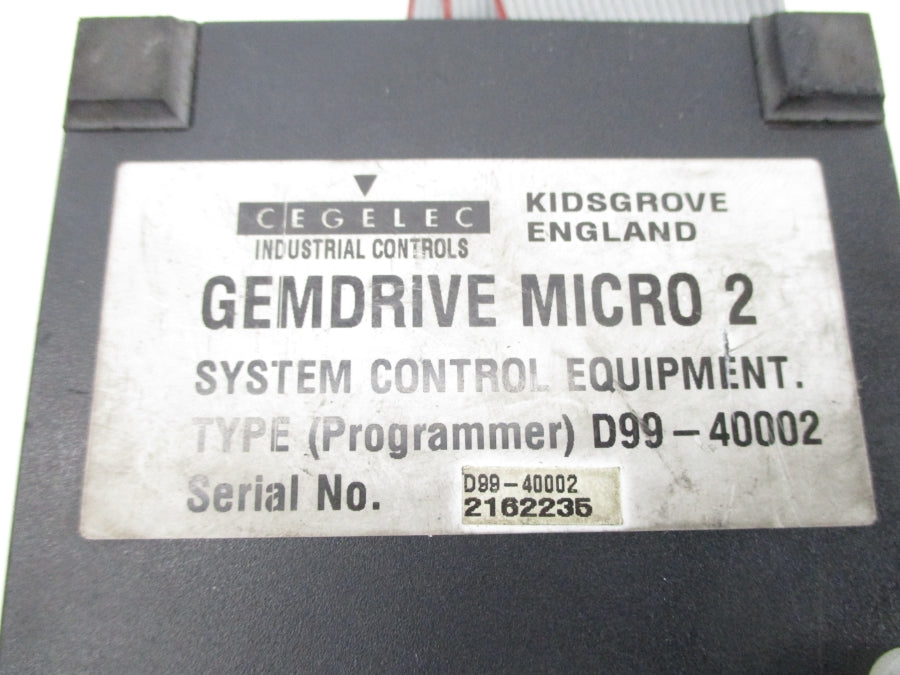 CEGELEC
INDUSTRIAL CONTROLS
KIDSGROVE
ENGLAND
GEMDRIVE MICRO 2
SYSTEM CONTROL EQUIPMENT.
TYPE (Programmer) D99-40002
Serial No.
D99-40002
2162235